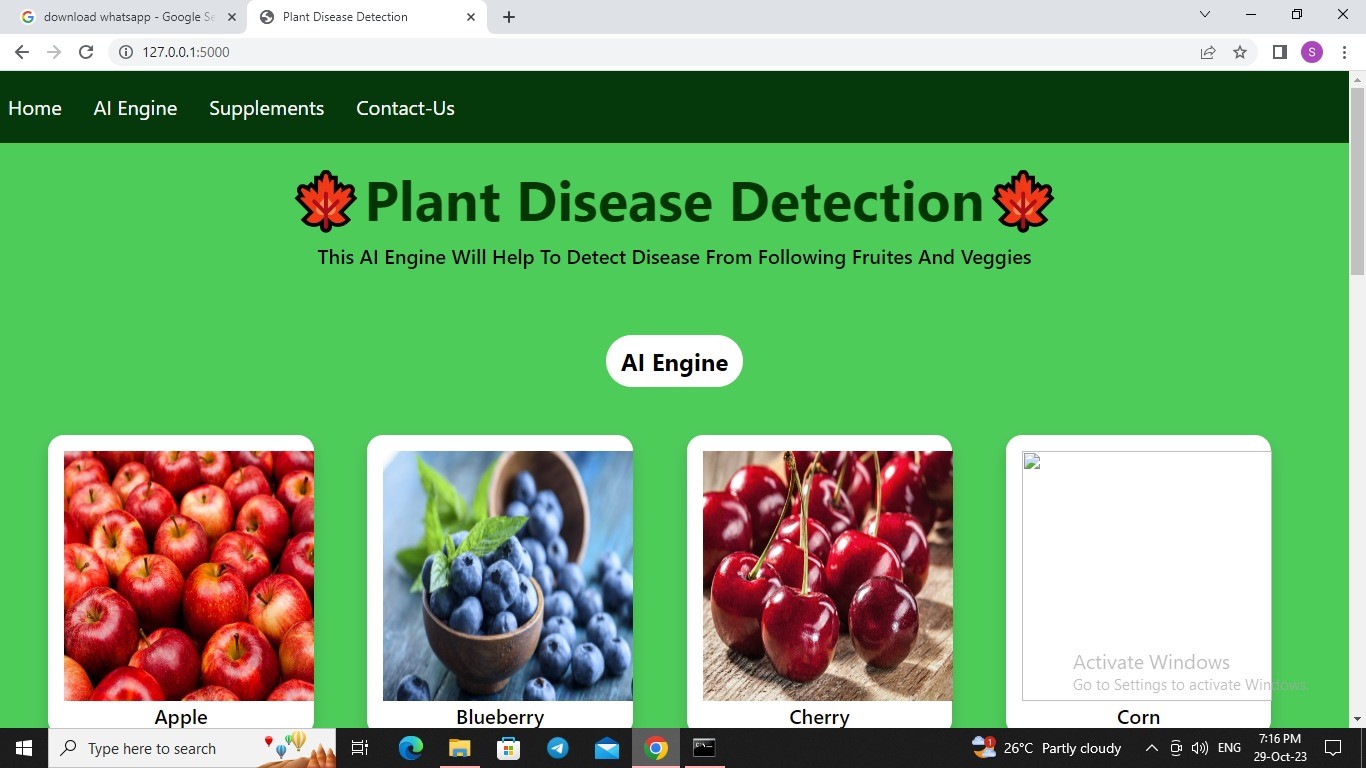 download whatsapp - Google Se
Plant Disease Detection
127.0.0.1:5000
S
Home
AI Engine
Supplements
Contact-Us
Plant Disease Detection
This AI Engine Will Help To Detect Disease From Following Fruites And Veggies
AI Engine
Apple
Blueberry
Cherry
Corn
Activate Windows
Go to Settings to activate Windows.
Type here to search
1
26°C Partly cloudy
ENG
7:16 PM
29-Oct-23